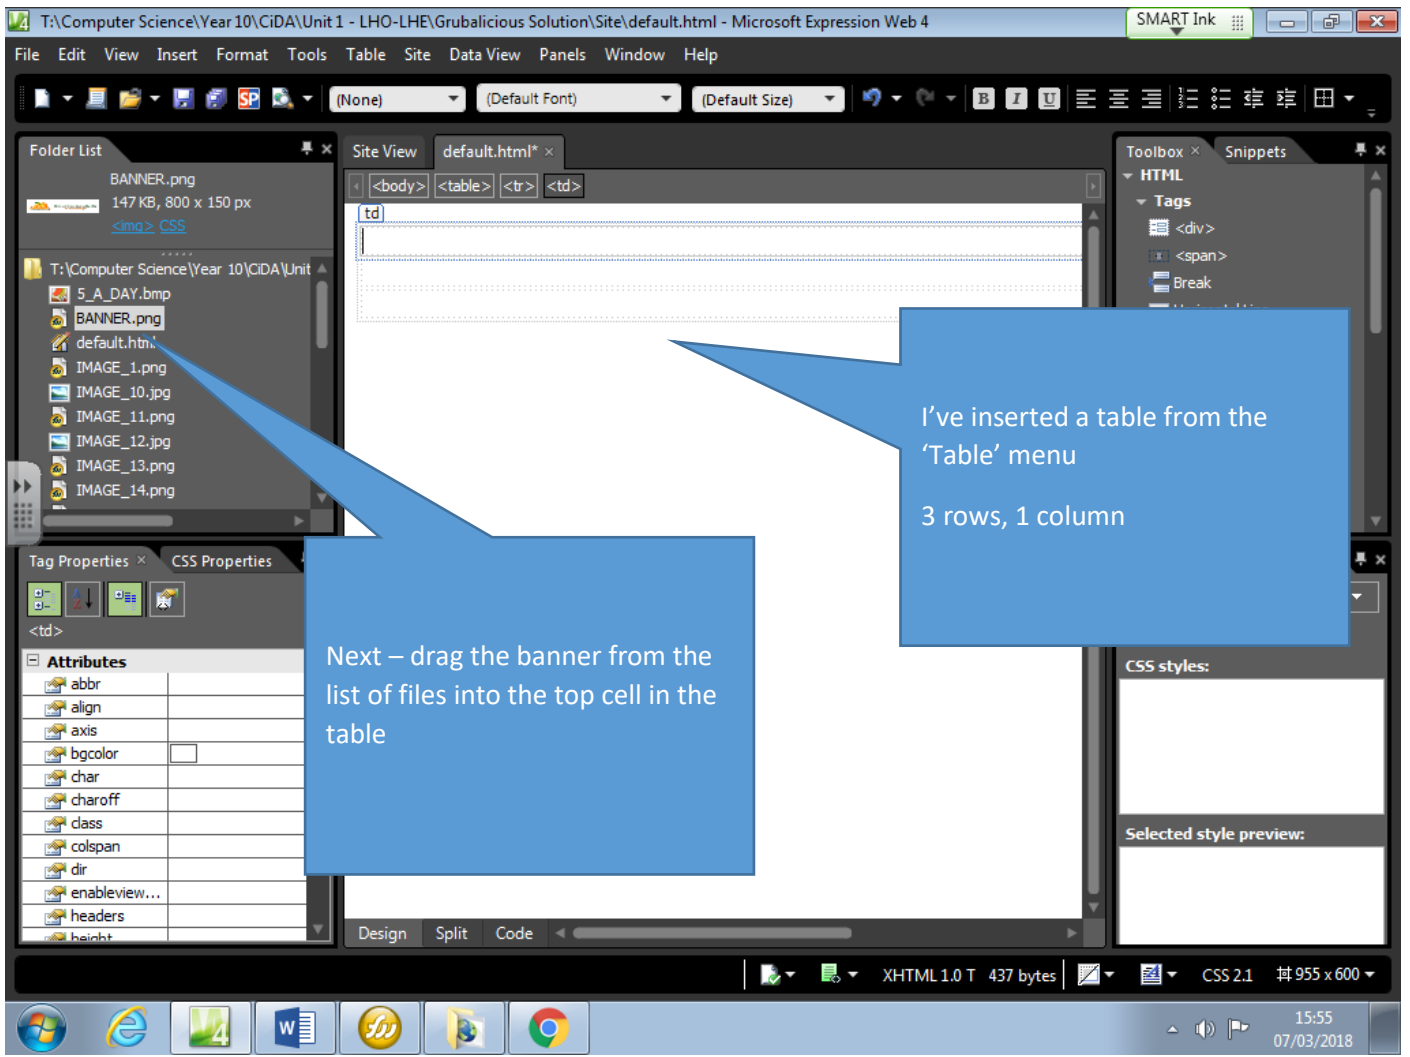 T:\Computer Science\Year 10\CiDA\Unit 1 - LHO-LHE\Grubalicious Solution\Site\default.html - Microsoft Expression Web 4
SMART Ink
File Edit View Insert Format Tools Table Site Data View Panels Window Help
(None) (Default Font) (Default Size) B I U
Folder List
BANNER.png
147 KB, 800 x 150 px
<img> CSS
T:\Computer Science\Year 10\CiDA\Unit
5_A_DAY.bmp
BANNER.png
default.html
IMAGE_1.png
IMAGE_10.jpg
IMAGE_11.png
IMAGE_12.jpg
IMAGE_13.png
IMAGE_14.png
Site View default.html*
<body> <table> <tr> <td>
td
Toolbox Snippets
HTML
Tags
<div>
<span>
Break
I’ve inserted a table from the
‘Table’ menu
3 rows, 1 column
Next – drag the banner from the
list of files into the top cell in the
table
Tag Properties CSS Properties
<td>
Attributes
abbr
align
axis
bgcolor
char
charoff
class
colspan
dir
enableview...
headers
height
CSS styles:
Selected style preview:
Design Split Code
XHTML 1.0 T 437 bytes CSS 2.1 955 x 600
15:55
07/03/2018